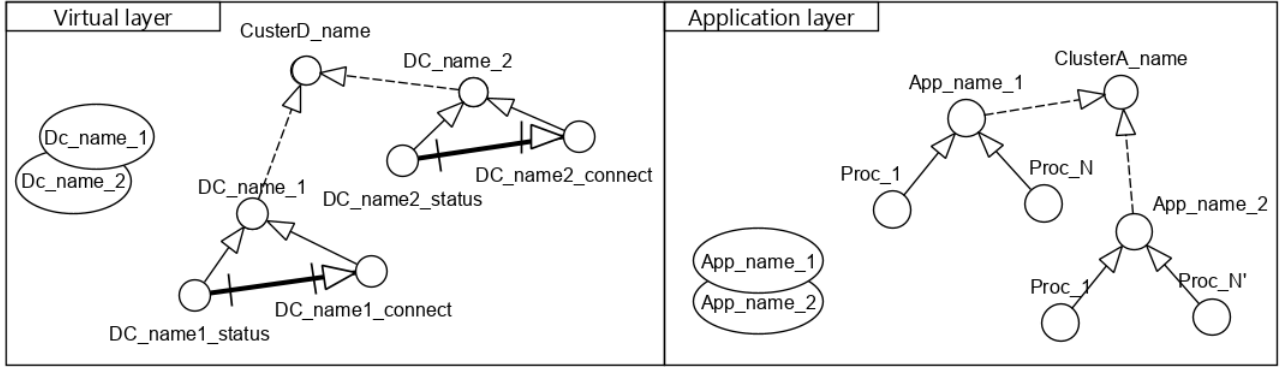 Virtual layer
CusterD_name
DC_name_2
Dc_name_1
Dc_name_2
DC_name_1
DC_name2_connect
DC_name2_status
DC_name1_connect
DC_name1_status
Application layer
ClusterA_name
App_name_1
Proc_1
Proc_N
App_name_2
App_name_1
App_name_2
Proc_1
Proc_N'